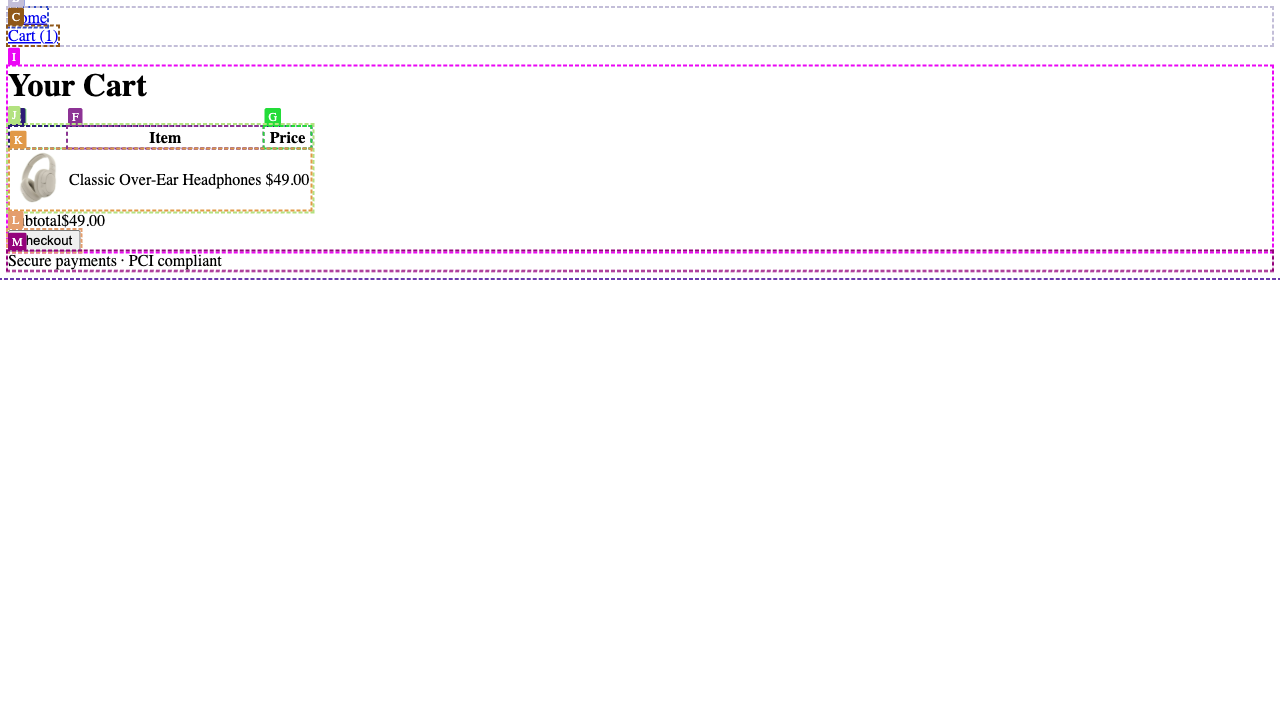 C
ome
Cart (1)
I
Your Cart
J F G
K Item Price
Classic Over-Ear Headphones $49.00
L btotal$49.00
M heckout
Secure payments · PCI compliant